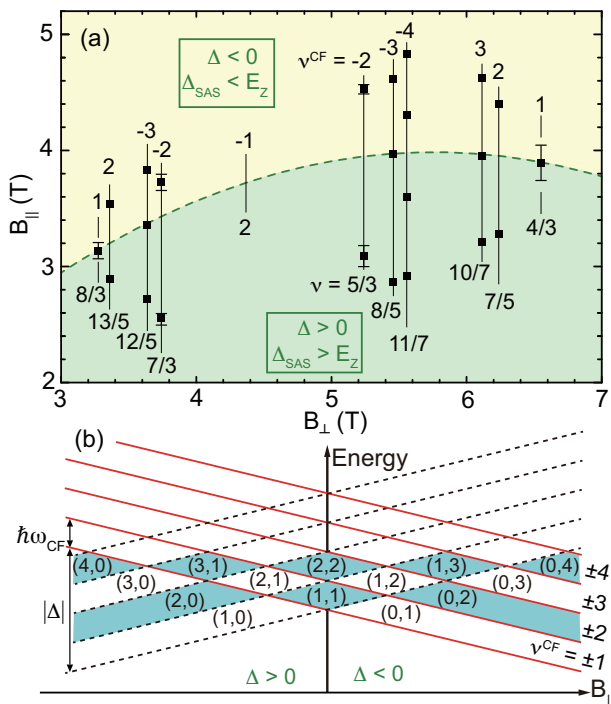 (a)
Δ < 0
Δ_SAS < E_Z
ν^CF = -2
-3
-4
3
2
1
1
2
-3
-2
-1
5
4
3
2
B_|| (T)
8/3
13/5
12/5
7/3
2
ν = 5/3
8/5
11/7
10/7
7/5
4/3
Δ > 0
Δ_SAS > E_Z
3 4 5 6 7
B_⊥ (T)
(b)
Energy
ħω_CF
|Δ|
(4,0) (3,1) (2,2) (1,3) (0,4)
(3,0) (2,1) (1,2) (0,3)
(2,0) (1,1) (0,2)
(1,0) (0,1)
±4
±3
±2
ν^CF = ±1
Δ > 0 Δ < 0
B_||